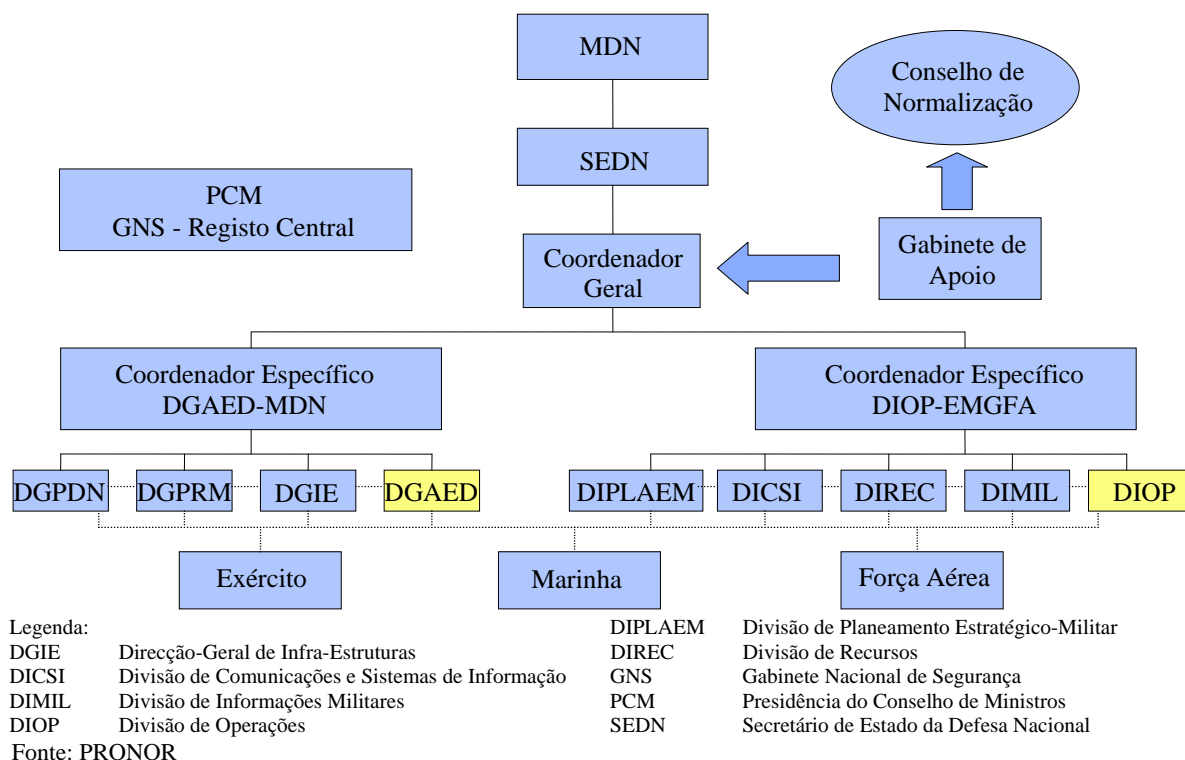 MDN
Conselho de
Normalização
SEDN
PCM
GNS - Registo Central
Coordenador
Geral
Gabinete de
Apoio
Coordenador Específico
DGAED-MDN
Coordenador Específico
DIOP-EMGFA
DGPDN
DGPRM
DGIE
DGAED
DIPLAEM
DICSI
DIREC
DIMIL
DIOP
Exército
Marinha
Força Aérea
Legenda:
DGIE Direcção-Geral de Infra-Estruturas
DICSI Divisão de Comunicações e Sistemas de Informação
DIMIL Divisão de Informações Militares
DIOP Divisão de Operações
DIPLAEM Divisão de Planeamento Estratégico-Militar
DIREC Divisão de Recursos
GNS Gabinete Nacional de Segurança
PCM Presidência do Conselho de Ministros
SEDN Secretário de Estado da Defesa Nacional
Fonte: PRONOR